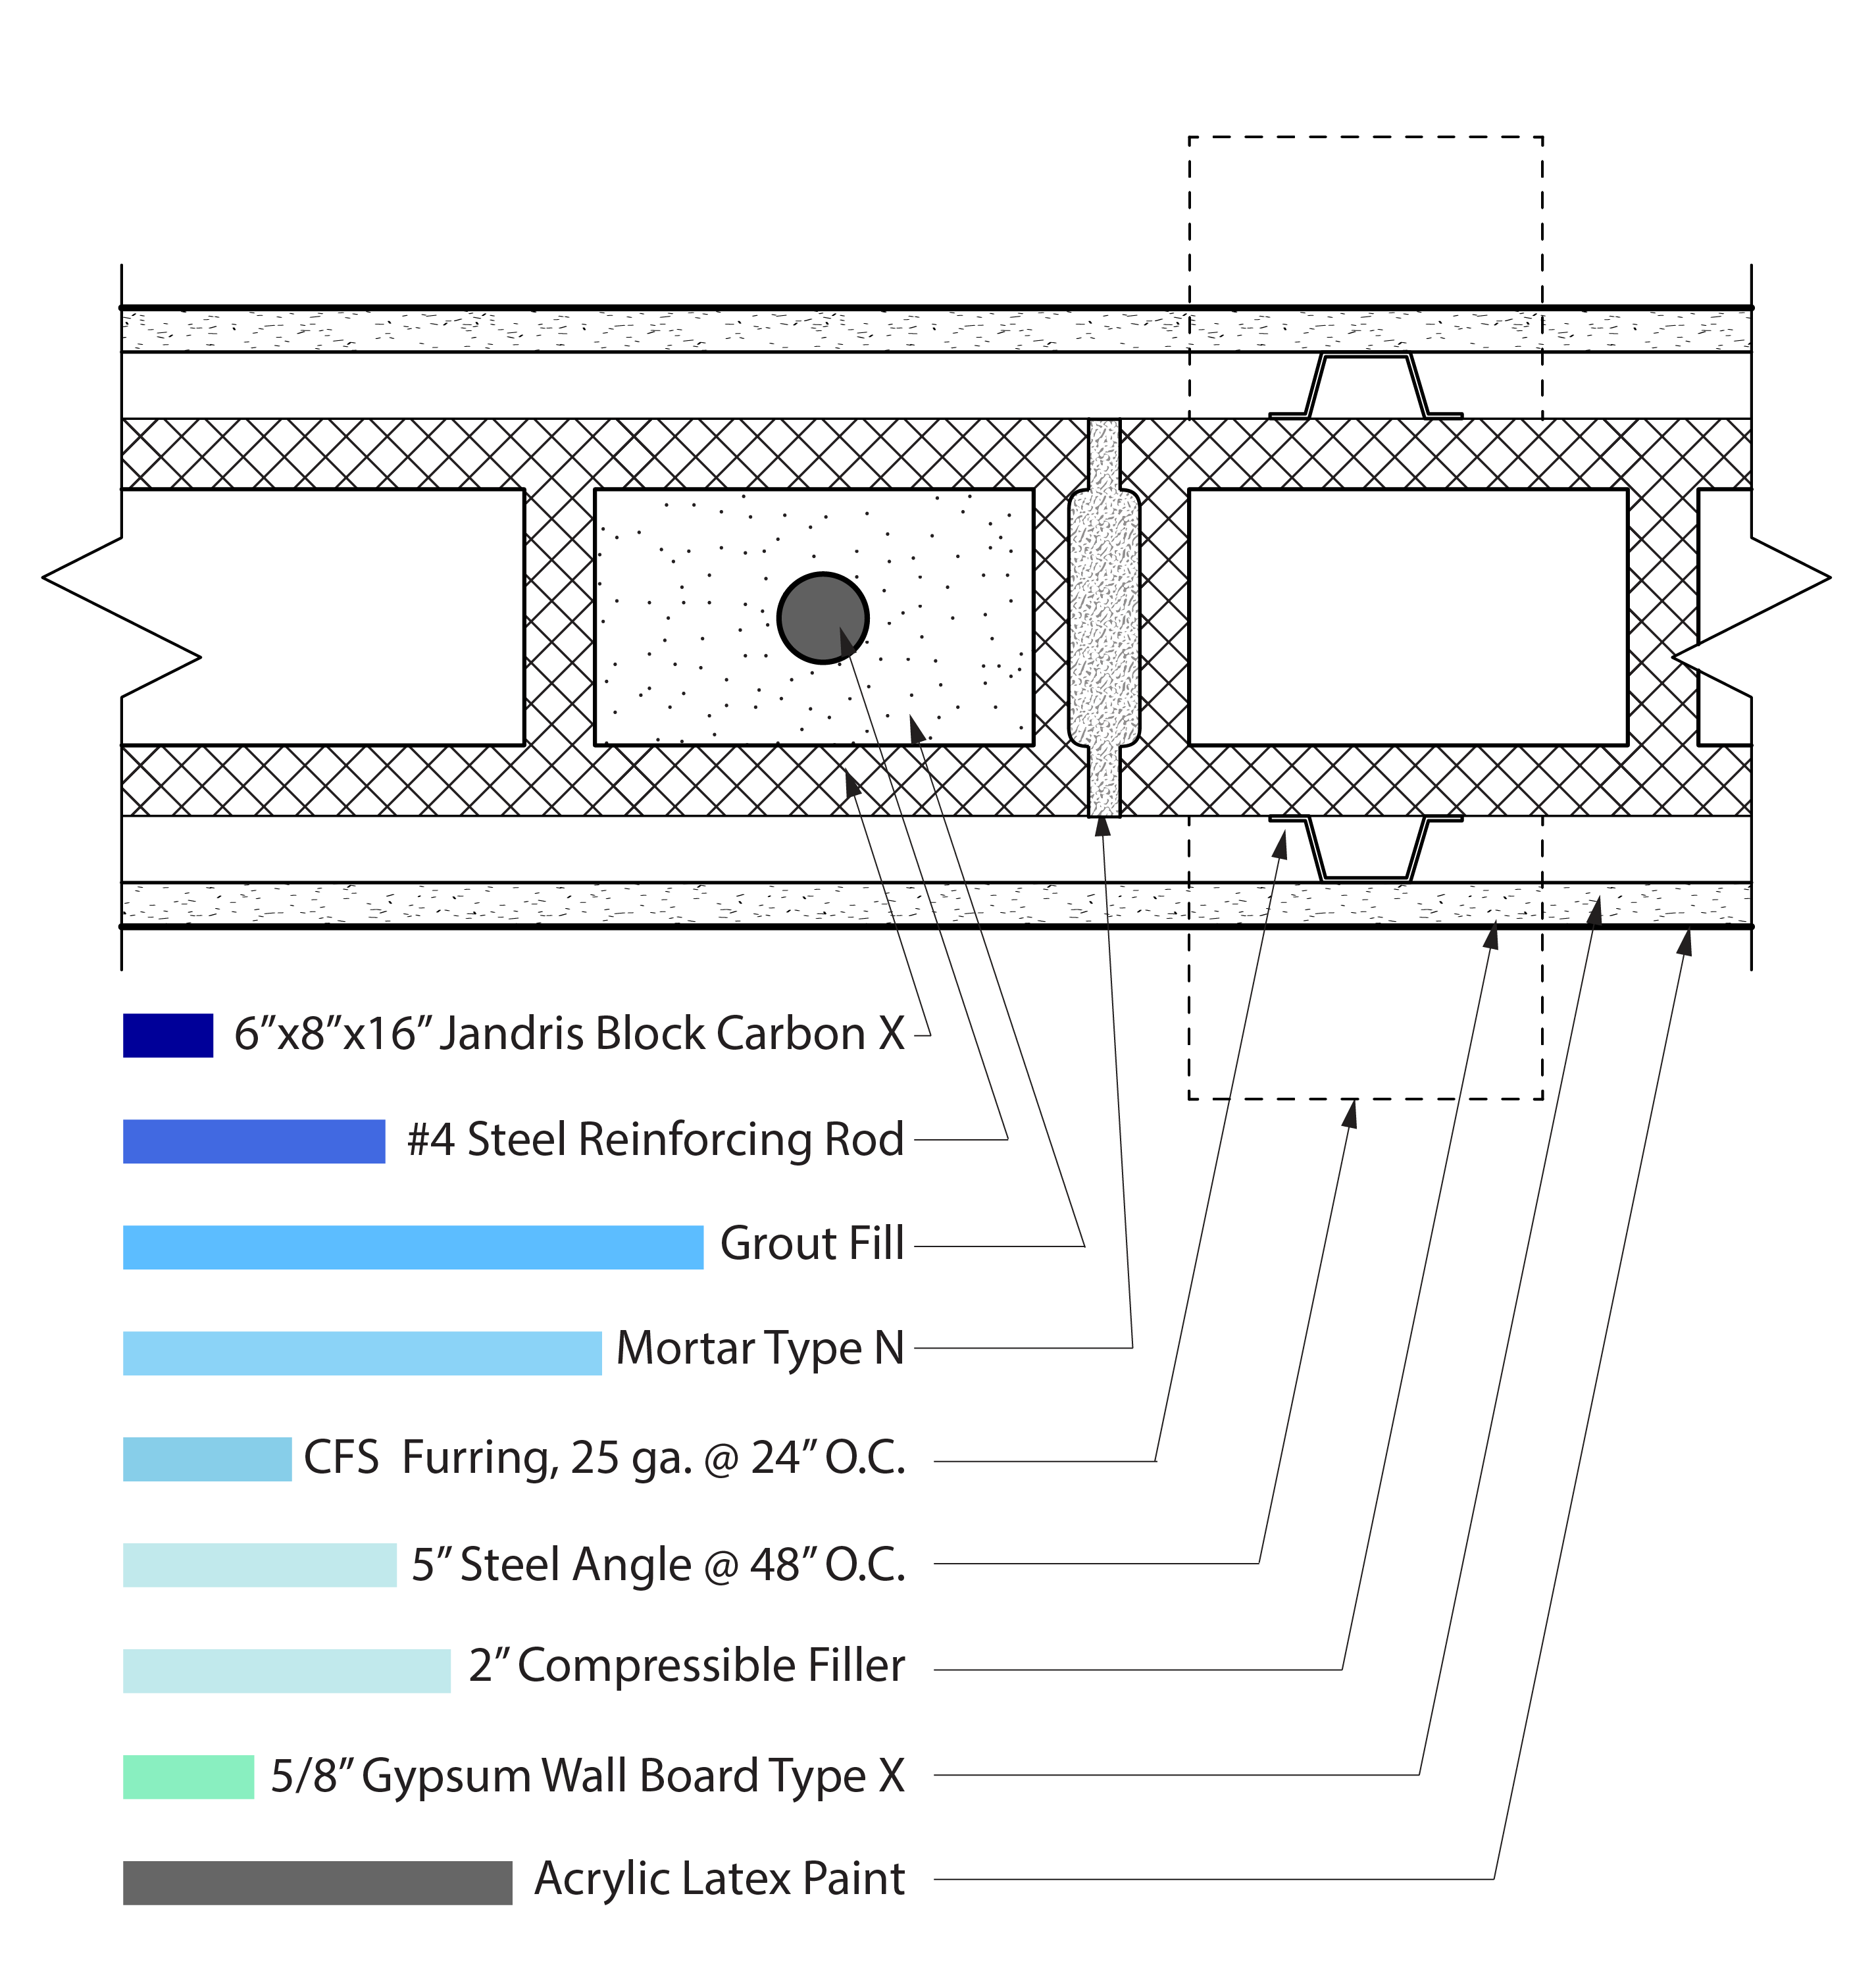 6”x8”x16” Jandris Block Carbon X
#4 Steel Reinforcing Rod
Grout Fill
Mortar Type N
CFS  Furring, 25 ga. @ 24” O.C.
5” Steel Angle @ 48” O.C.
2” Compressible Filler
5/8” Gypsum Wall Board Type X
Acrylic Latex Paint